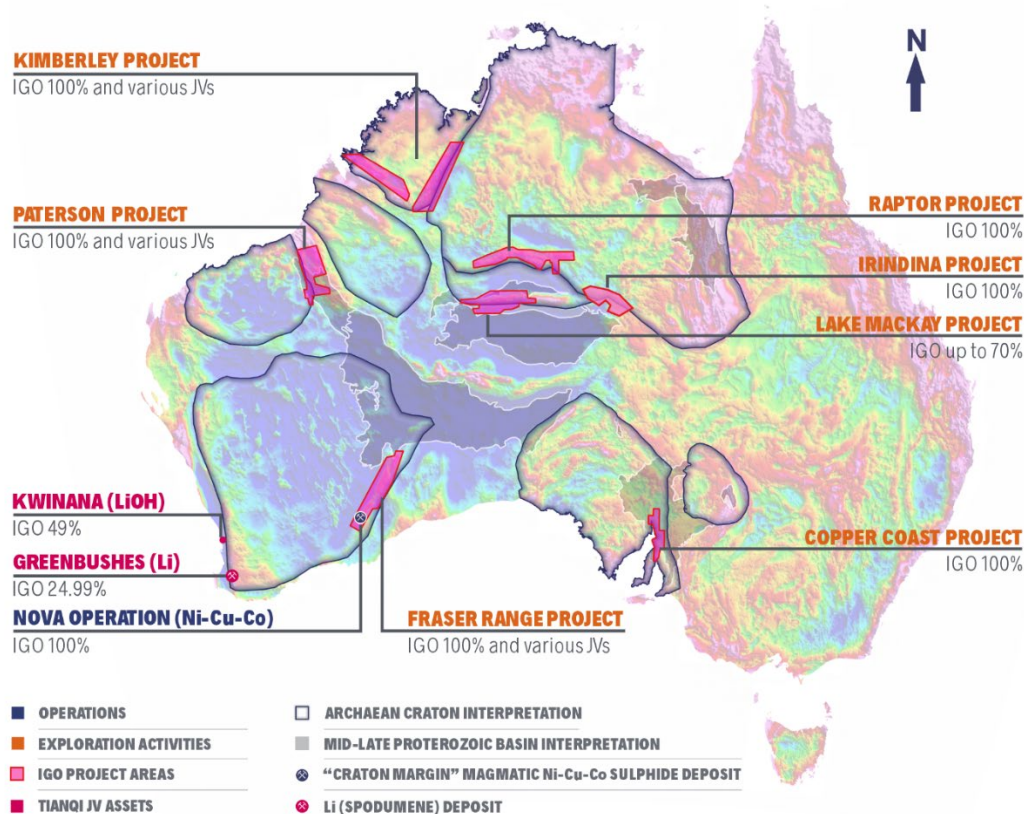 N
KIMBERLEY PROJECT
IGO 100% and various JVs
PATERSON PROJECT
IGO 100% and various JVs
RAPTOR PROJECT
IGO 100%
IRINDINA PROJECT
IGO 100%
LAKE MACKAY PROJECT
IGO up to 70%
KWINANA (LiOH)
IGO 49%
GREENBUSHES (Li)
IGO 24.99%
NOVA OPERATION (Ni-Cu-Co)
IGO 100%
FRASER RANGE PROJECT
IGO 100% and various JVs
COPPER COAST PROJECT
IGO 100%
OPERATIONS
EXPLORATION ACTIVITIES
IGO PROJECT AREAS
TIANQI JV ASSETS
ARCHAEAN CRATON INTERPRETATION
MID-LATE PROTEROZOIC BASIN INTERPRETATION
“CRATON MARGIN” MAGMATIC Ni-Cu-Co SULPHIDE DEPOSIT
Li (SPODUMENE) DEPOSIT